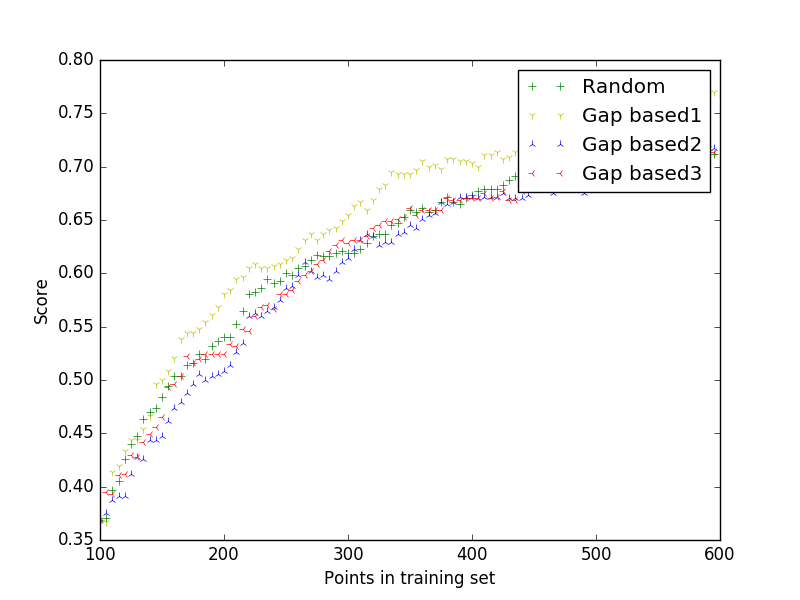 0.80
0.75
0.70
0.65
0.60
0.55
0.50
0.45
0.40
0.35
Score
100 200 300 400 500 600
Points in training set
Random
Gap based1
Gap based2
Gap based3